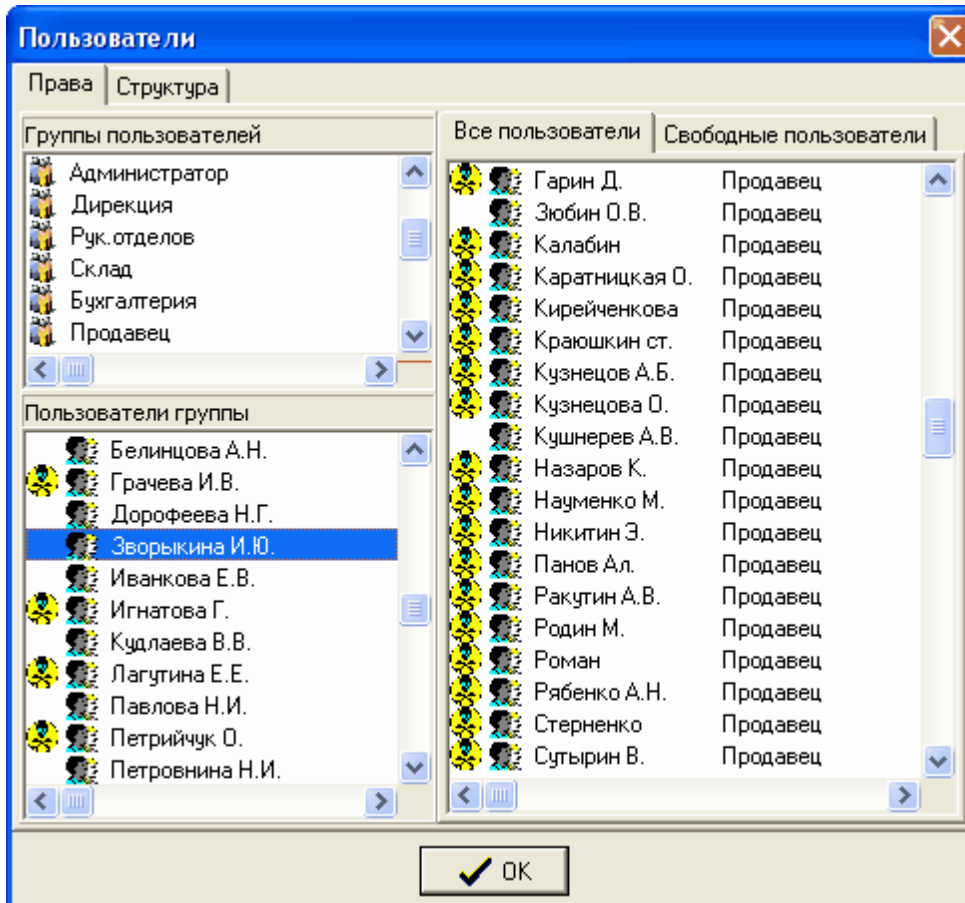 Пользователи
Права Структура
Группы пользователей
Администратор
Дирекция
Рук.отделов
Склад
Бухгалтерия
Продавец
Пользователи группы
Белинцова А.Н.
Грачева И.В.
Дорофеева Н.Г.
Зворыкина И.Ю.
Иванкова Е.В.
Игнатова Г.
Кудлаева В.В.
Лагутина Е.Е.
Павлова Н.И.
Петрийчук О.
Петровнина Н.И.
Все пользователи Свободные пользователи
Гарин Д. Продавец
Зюбин О.В. Продавец
Калабин Продавец
Каратницкая О. Продавец
Кирейченкова Продавец
Краюшкин ст. Продавец
Кузнецов А.Б. Продавец
Кузнецова О. Продавец
Кушнерев А.В. Продавец
Назаров К. Продавец
Науменко М. Продавец
Никитин Э. Продавец
Панов Ал. Продавец
Ракутин А.В. Продавец
Родин М. Продавец
Роман Продавец
Рябенко А.Н. Продавец
Стерненко Продавец
Сутырин В. Продавец
OK